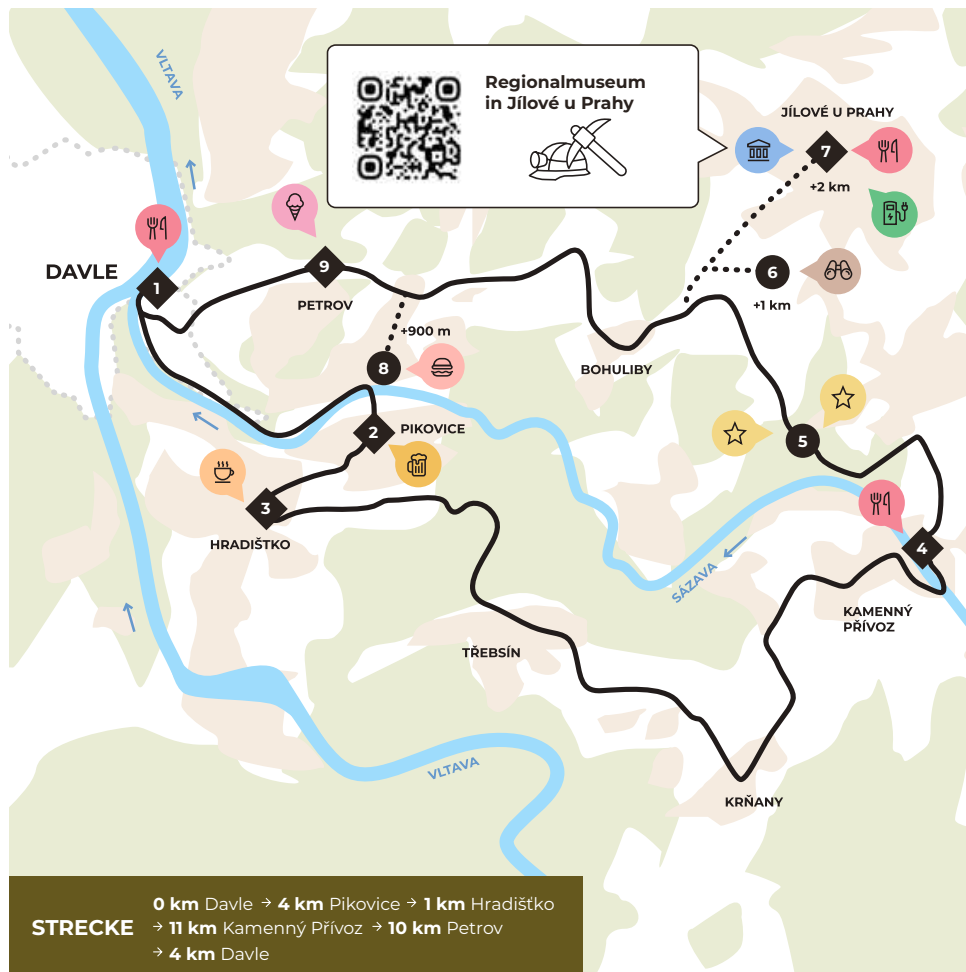 VLTAVA
Regionalmuseum
in Jílové u Prahy
JÍLOVÉ U PRAHY
7
+2 km
DAVLE
1
9
PETROV
6
+1 km
+900 m
8
BOHULIBY
2
PIKOVICE
5
3
HRADIŠTKO
4
SÁZAVA
KAMENNÝ
PŘÍVOZ
TŘEBSÍN
VLTAVA
KRŇANY
STRECKE
0 km Davle → 4 km Pikovice → 1 km Hradišťko
→ 11 km Kamenný Přívoz → 10 km Petrov
→ 4 km Davle